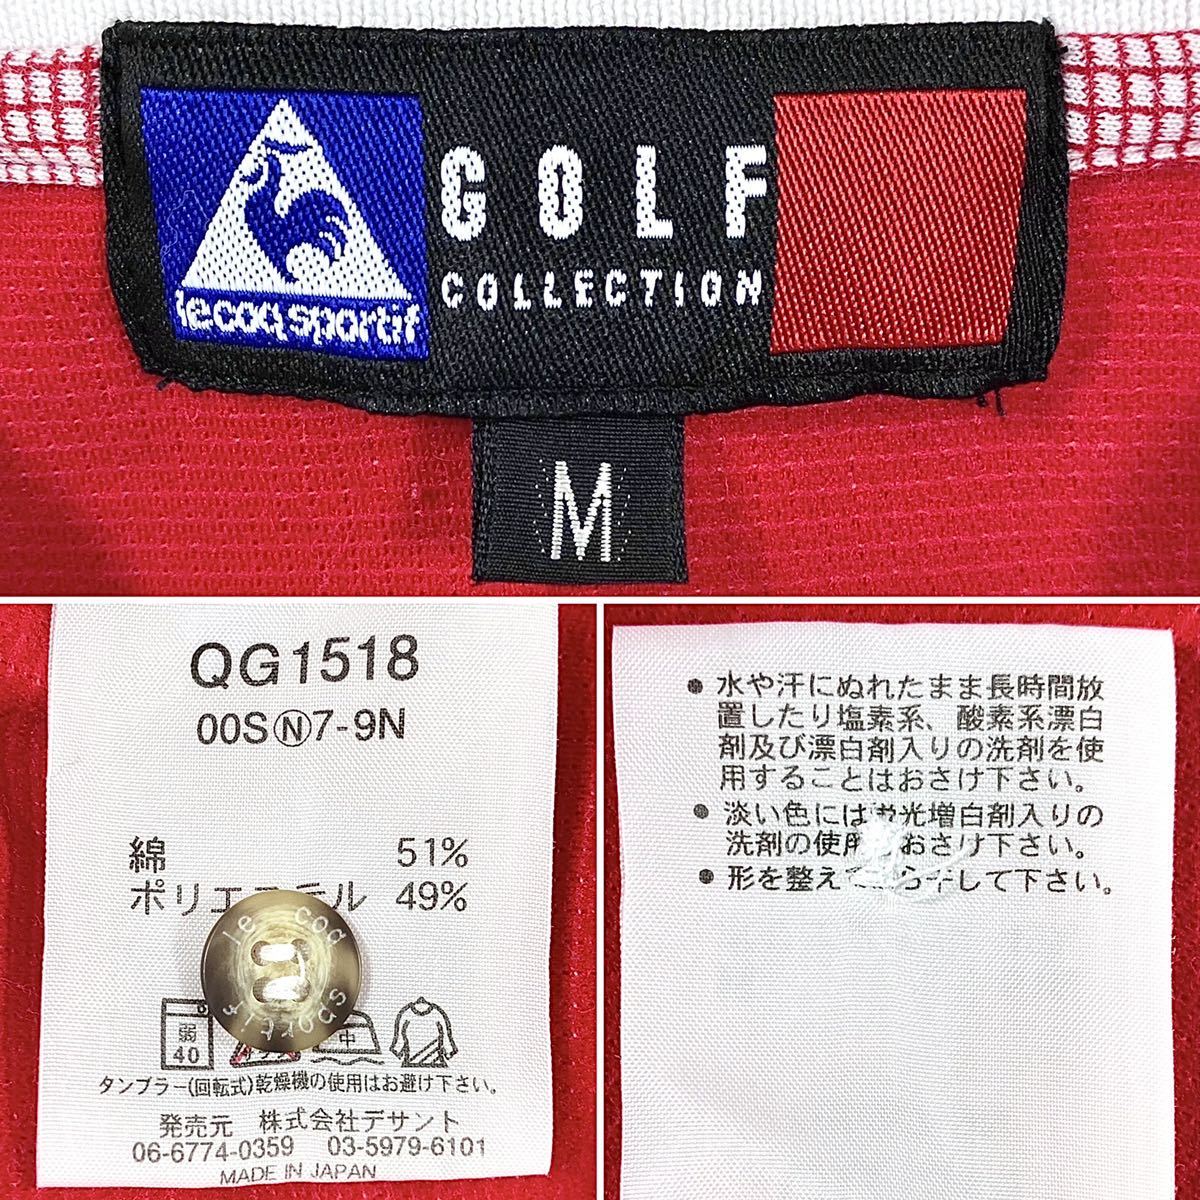 GOLF
COLLECTION
le coq sportif
M
QG1518
00SⓃ7-9N
綿 51%
ポリエステル 49%
le coq sportif
弱
40
中
タンブラー(回転式)乾燥機の使用はお避け下さい。
発売元 株式会社デサント
06-6774-0359 03-5979-6101
MADE IN JAPAN
● 水や汗にぬれたまま長時間放
置したり塩素系、酸素系漂白
剤及び漂白剤入りの洗剤を使
用することはおさけ下さい。
● 淡い色には蛍光増白剤入りの
洗剤の使用はおさけ下さい。
● 形を整えてから干して下さい。